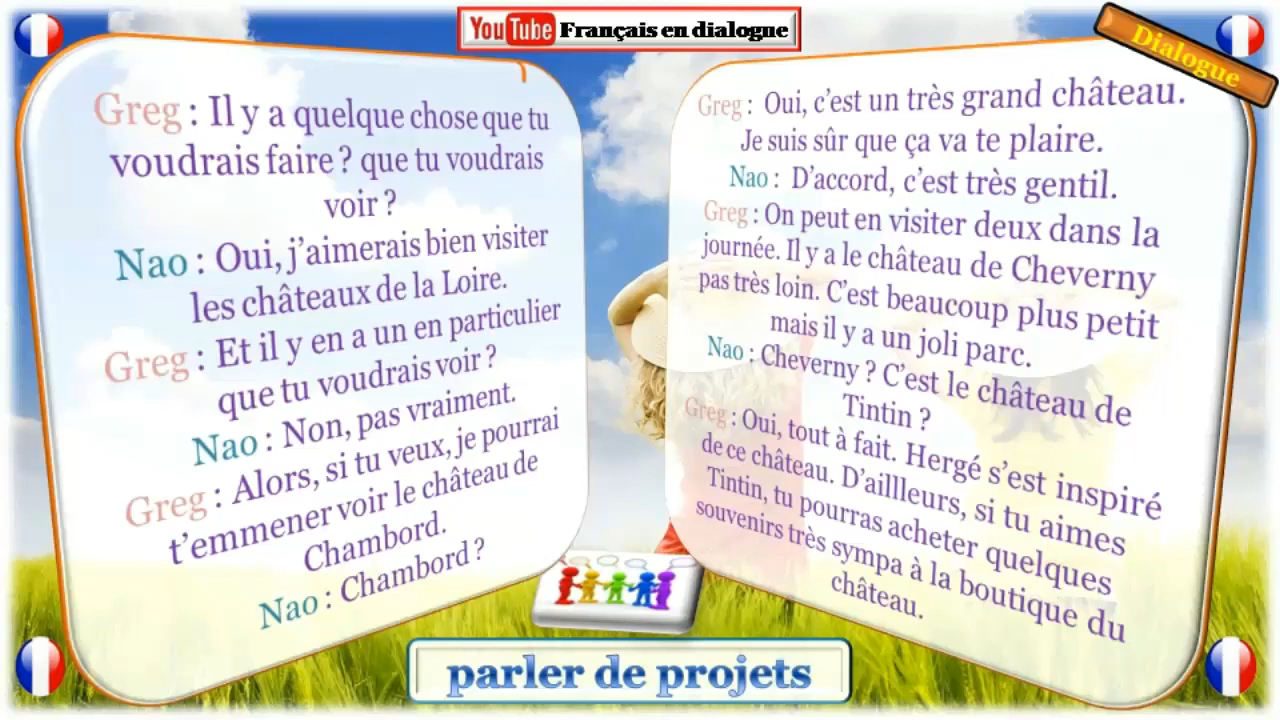 YouTube Français en dialogue
Dialogue
Greg : Il y a quelque chose que tu
voudrais faire ? que tu voudrais
voir ?
Nao : Oui, j’aimerais bien visiter
les châteaux de la Loire.
Greg : Et il y en a un en particulier
que tu voudrais voir ?
Nao : Non, pas vraiment.
Greg : Alors, si tu veux, je pourrai
t’emmener voir le château de
Chambord.
Nao : Chambord ?
Greg : Oui, c’est un très grand château.
Je suis sûr que ça va te plaire.
Nao : D’accord, c’est très gentil.
Greg : On peut en visiter deux dans la
journée. Il y a le château de Cheverny
pas très loin. C’est beaucoup plus petit
mais il y a un joli parc.
Nao : Cheverny ? C’est le château de
Tintin ?
Greg : Oui, tout à fait. Hergé s’est inspiré
de ce château. D’aillleurs, si tu aimes
Tintin, tu pourras acheter quelques
souvenirs très sympa à la boutique du
château.
parler de projets